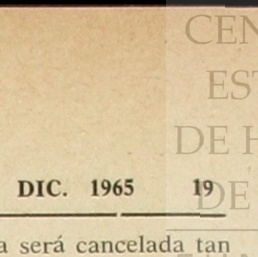 CEN
EST
DE H
DIC. 1965 19
DE
a será cancelada tan